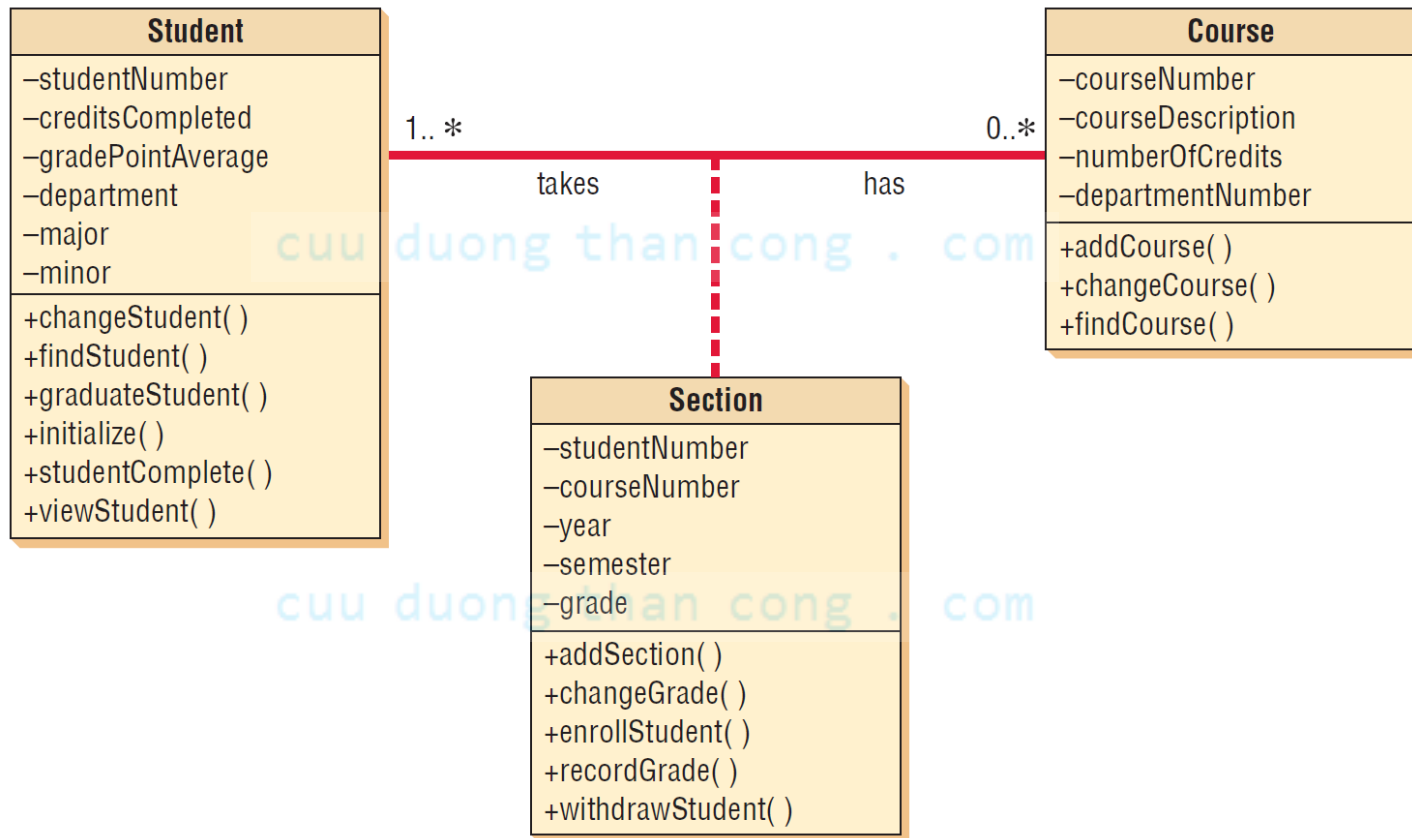 Student
–studentNumber
–creditsCompleted
–gradePointAverage
–department
–major
–minor
+changeStudent( )
+findStudent( )
+graduateStudent( )
+initialize( )
+studentComplete( )
+viewStudent( )
1.. *
0..*
takes
has
Course
–courseNumber
–courseDescription
–numberOfCredits
–departmentNumber
+addCourse( )
+changeCourse( )
+findCourse( )
cuu duong than cong . com
Section
–studentNumber
–courseNumber
–year
–semester
–grade
+addSection( )
+changeGrade( )
+enrollStudent( )
+recordGrade( )
+withdrawStudent( )
cuu duong than cong . com